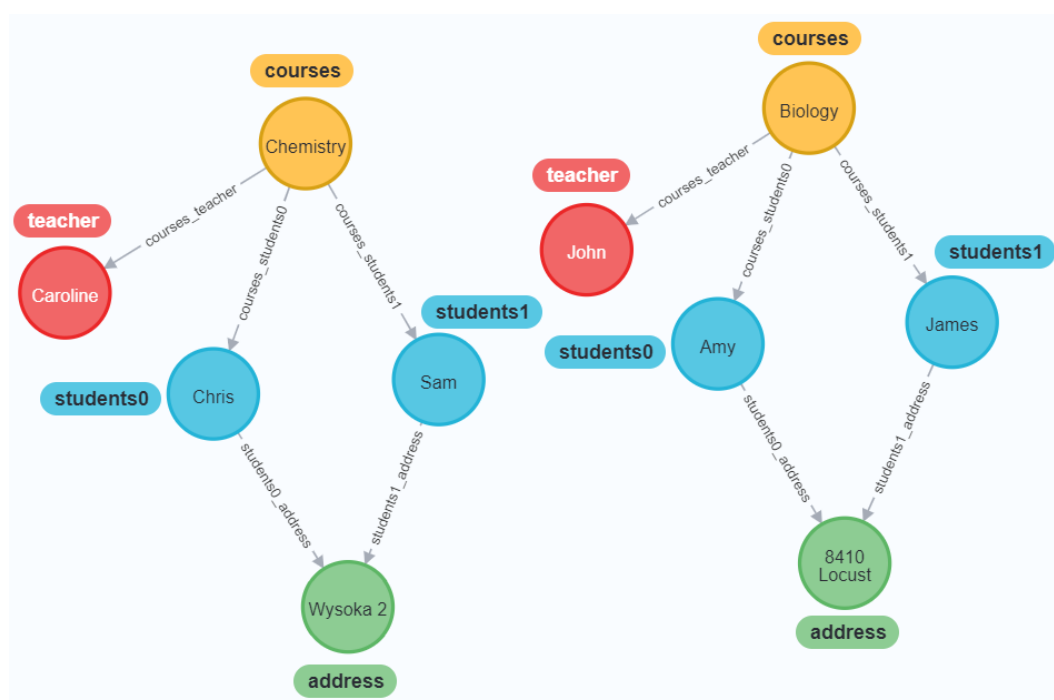 courses
Chemistry
courses_teacher
courses_students0
courses_students1
teacher
Caroline
students1
students0
Chris
Sam
students0_address
students1_address
Wysoka 2
address
courses
Biology
courses_teacher
courses_students0
courses_students1
teacher
John
students1
James
students0
Amy
students0_address
students1_address
8410
Locust
address